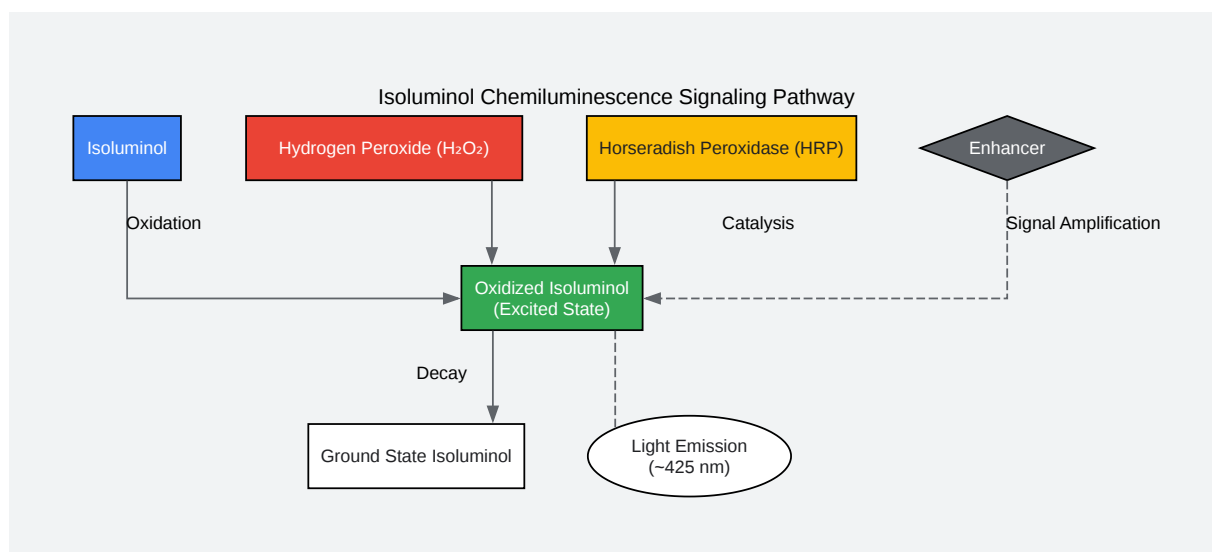 Isoluminol Chemiluminescence Signaling Pathway
Isoluminol
Hydrogen Peroxide (H₂O₂)
Horseradish Peroxidase (HRP)
Enhancer
Oxidation
Catalysis
Signal Amplification
Oxidized Isoluminol
(Excited State)
Decay
Ground State Isoluminol
Light Emission
(~425 nm)